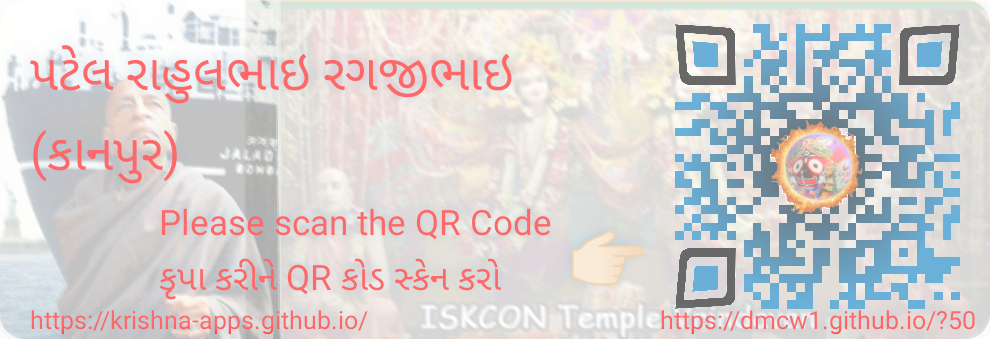 પટેલ રાહુલભાઇ રગજીભાઇ
(કાનપુર)
JALAD
Please scan the QR Code
કૃપા કરીને QR કોડ સ્કેન કરો
https://krishna-apps.github.io/
ISKCON Temple
https://dmcw1.github.io/?50